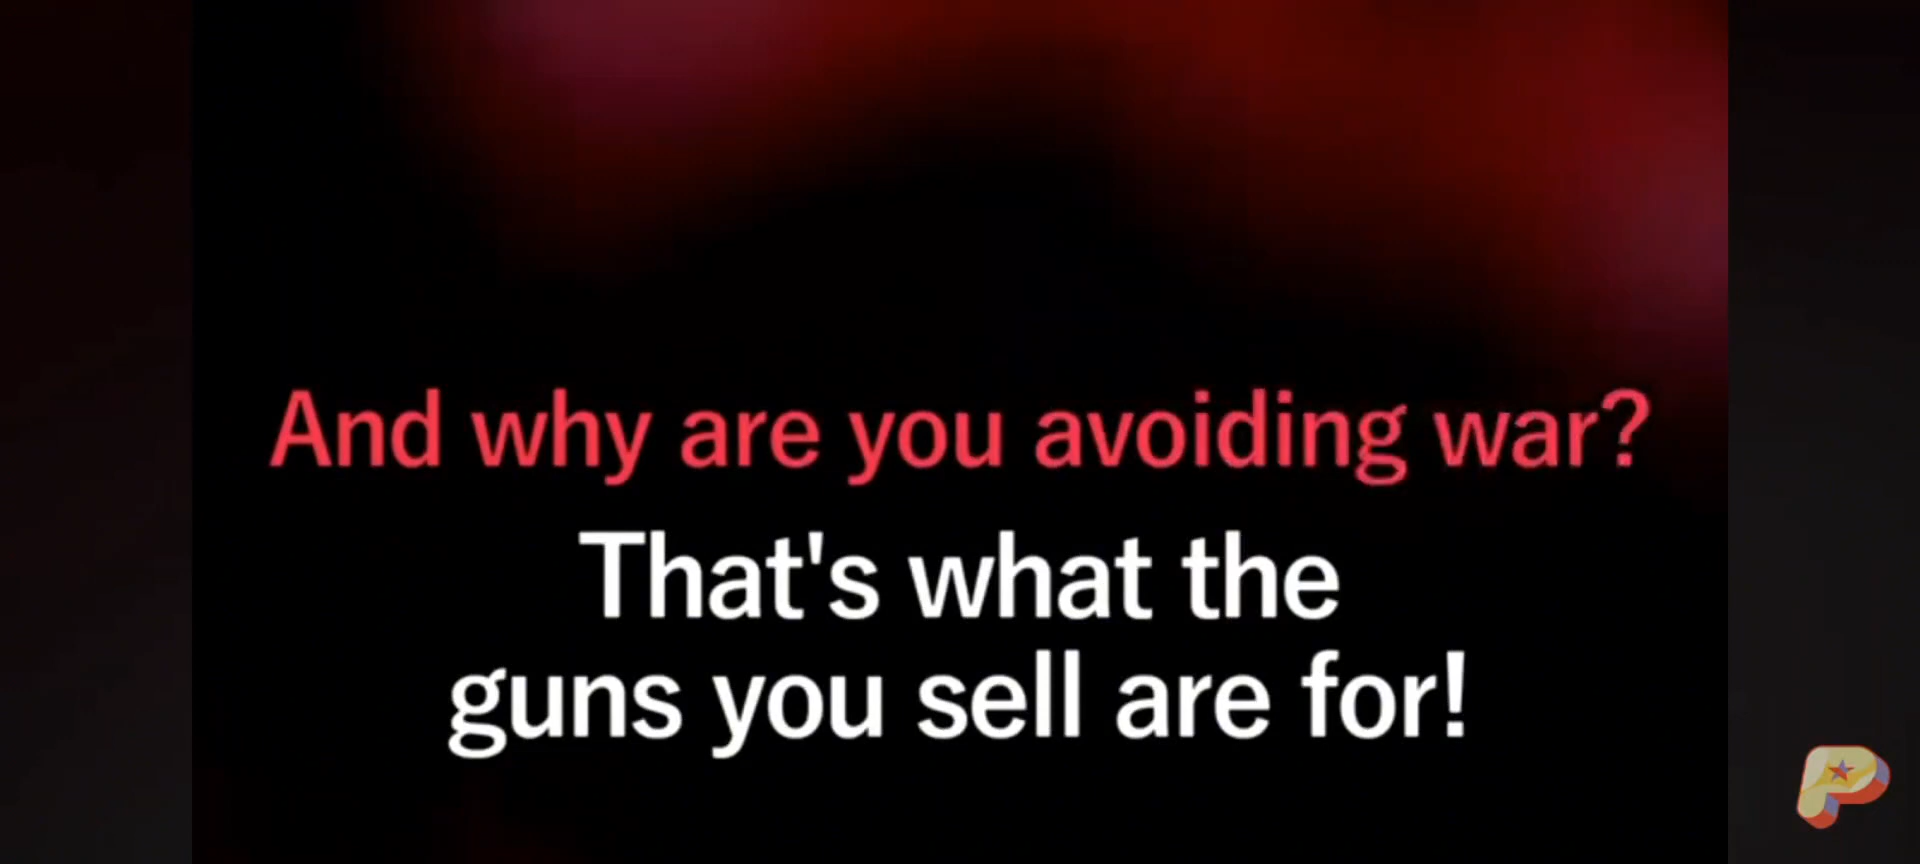 And why are you avoiding war?
That's what the
guns you sell are for!
P